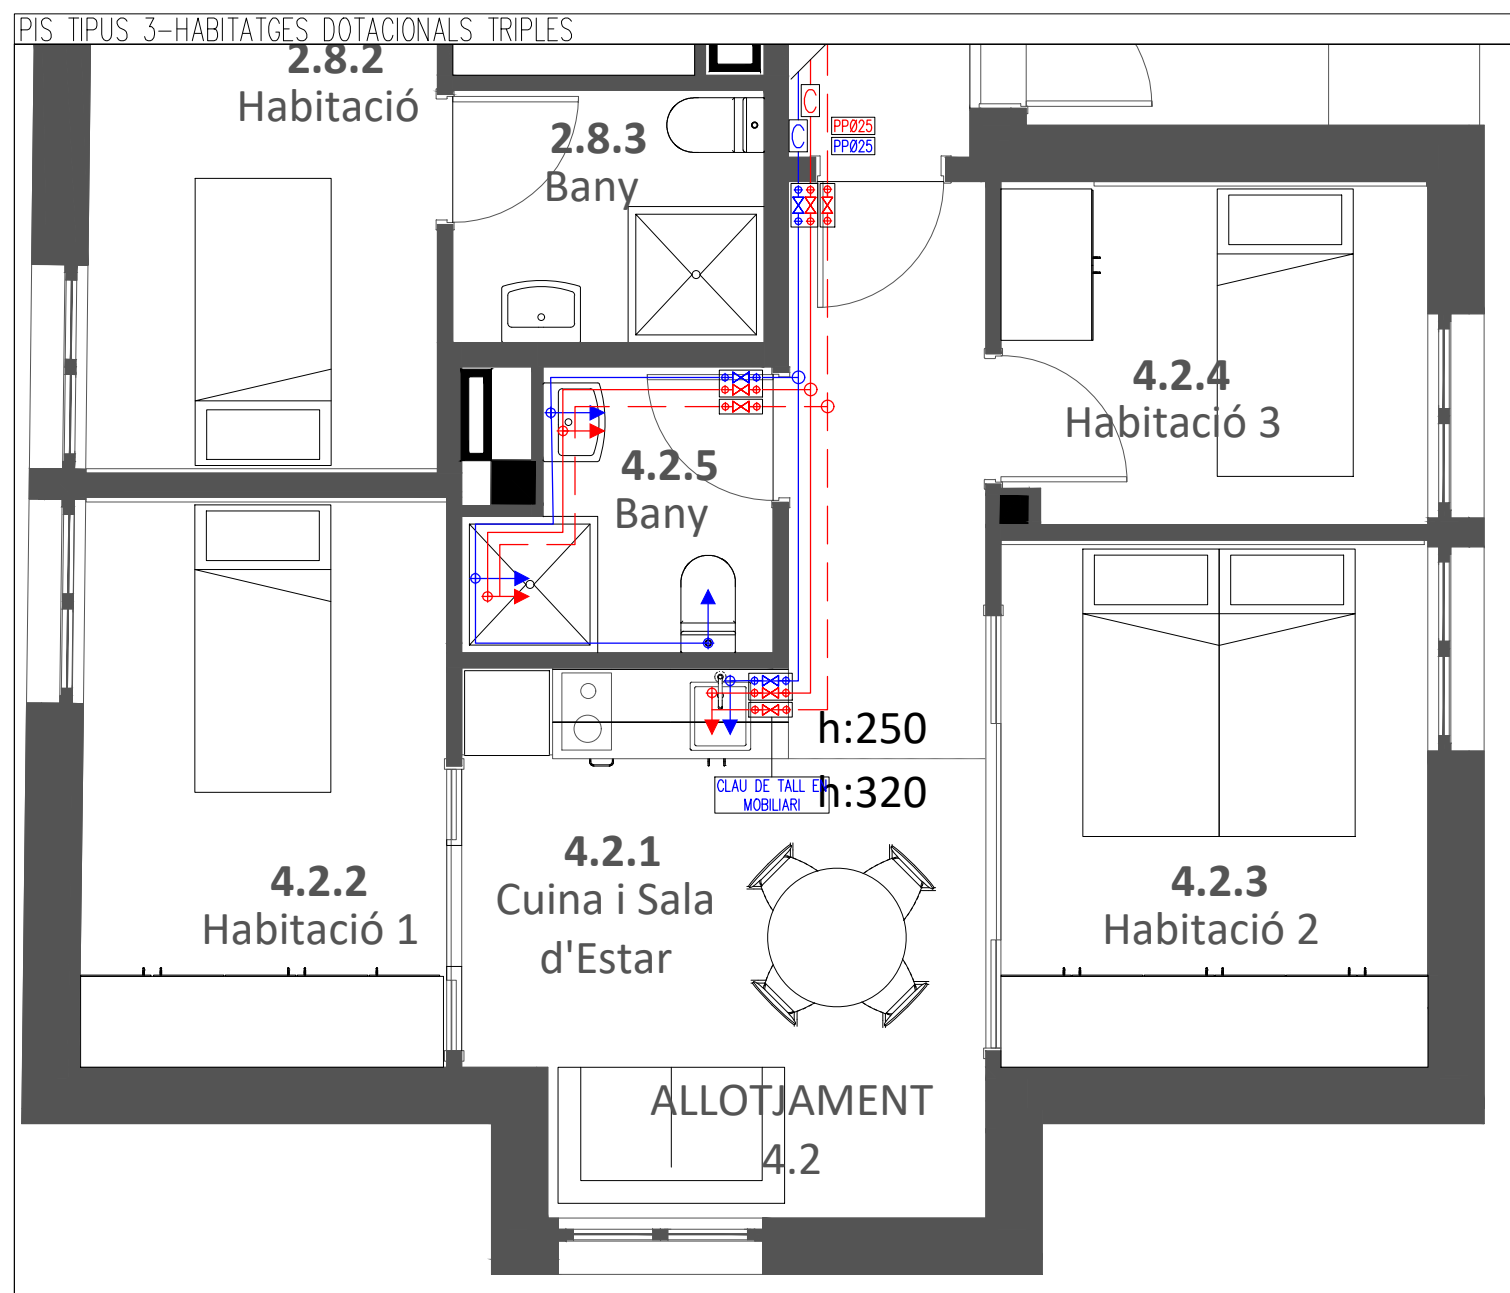 PIS TIPUS 3-HABITATGES DOTACIONALS TRIPLES
2.8.2
Habitació
2.8.3
Bany
C
C
PPØ25
PPØ25
4.2.4
Habitació 3
4.2.5
Bany
h:250
CLAU DE TALL EN
MOBILIARI
h:320
4.2.1
Cuina i Sala
d'Estar
4.2.2
Habitació 1
4.2.3
Habitació 2
ALLOTJAMENT
4.2